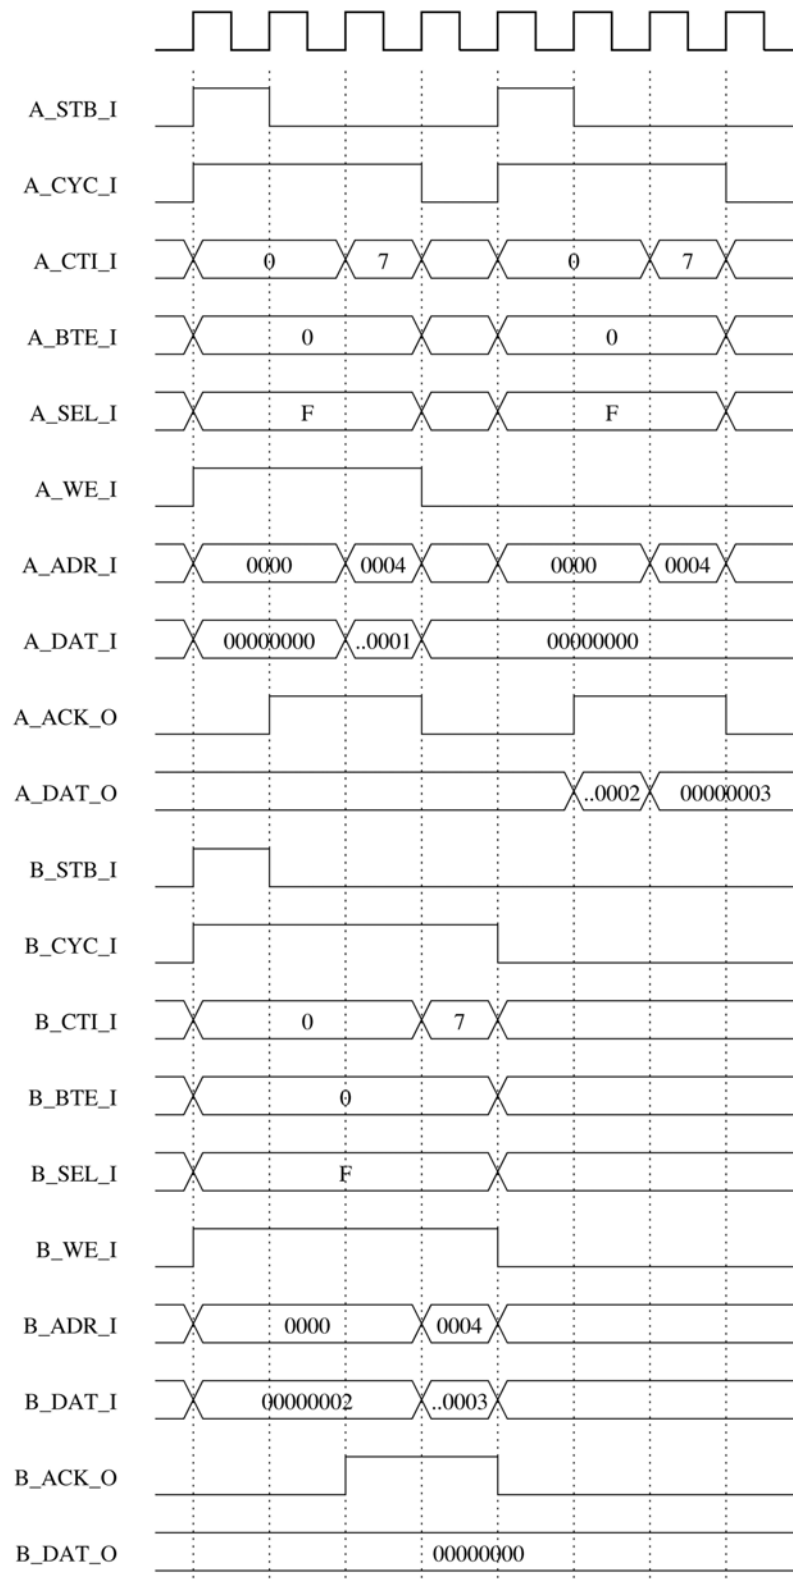 A_STB_I
A_CYC_I
A_CTI_I 0 7 0 7
A_BTE_I 0 0
A_SEL_I F F
A_WE_I
A_ADR_I 0000 0004 0000 0004
A_DAT_I 00000000 ..0001 00000000
A_ACK_O
A_DAT_O ..0002 00000003
B_STB_I
B_CYC_I
B_CTI_I 0 7
B_BTE_I 0
B_SEL_I F
B_WE_I
B_ADR_I 0000 0004
B_DAT_I 00000002 ..0003
B_ACK_O
B_DAT_O 00000000